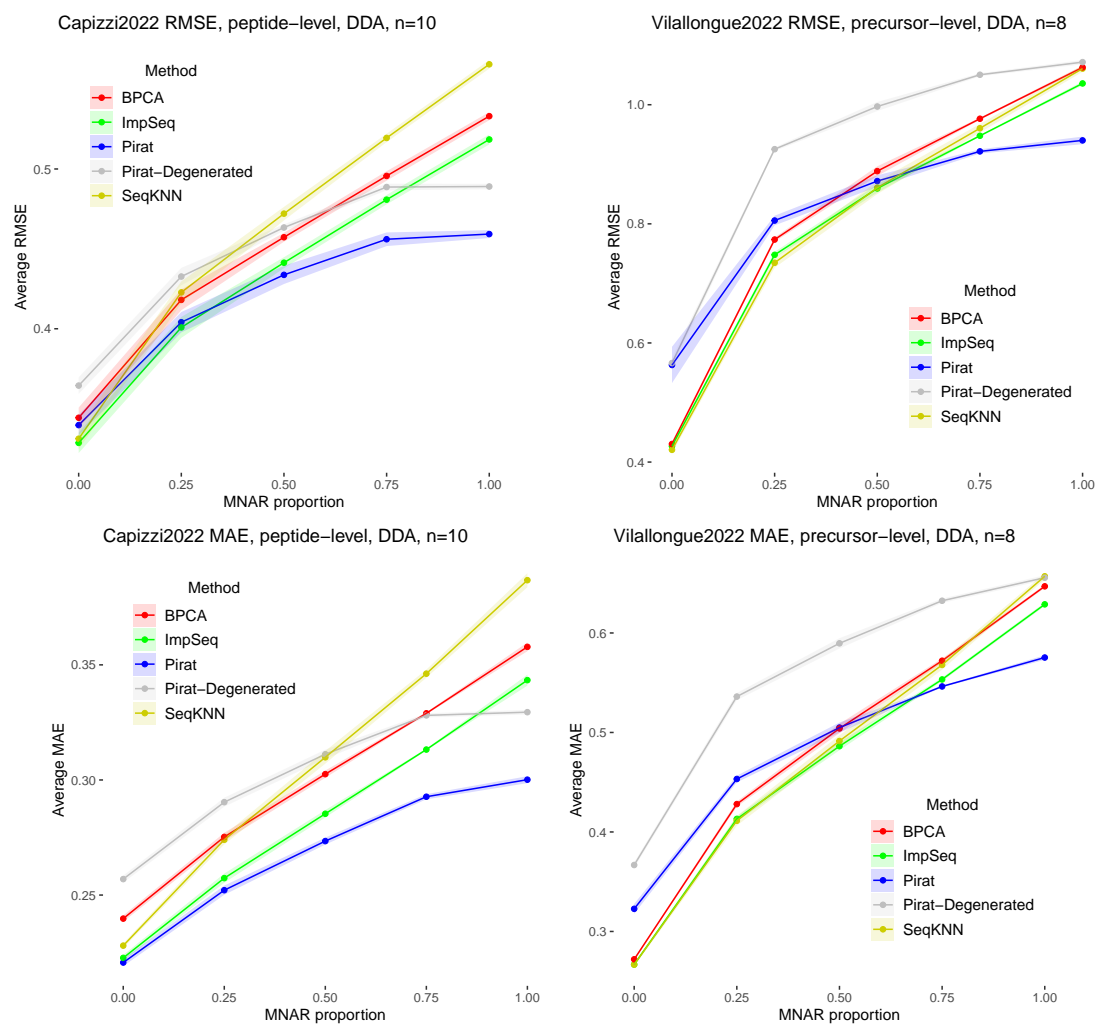 Capizzi2022 RMSE, peptide−level, DDA, n=10
Method
BPCA
ImpSeq
Pirat
Pirat−Degenerated
SeqKNN
0.5
0.4
Average RMSE
0.00 0.25 0.50 0.75 1.00
MNAR proportion
Vilallongue2022 RMSE, precursor−level, DDA, n=8
1.0
0.8
0.6
0.4
Average RMSE
Method
BPCA
ImpSeq
Pirat
Pirat−Degenerated
SeqKNN
0.00 0.25 0.50 0.75 1.00
MNAR proportion
Capizzi2022 MAE, peptide−level, DDA, n=10
Method
BPCA
ImpSeq
Pirat
Pirat−Degenerated
SeqKNN
0.35
0.30
0.25
Average MAE
0.00 0.25 0.50 0.75 1.00
MNAR proportion
Vilallongue2022 MAE, precursor−level, DDA, n=8
0.6
0.5
0.4
0.3
Average MAE
Method
BPCA
ImpSeq
Pirat
Pirat−Degenerated
SeqKNN
0.00 0.25 0.50 0.75 1.00
MNAR proportion